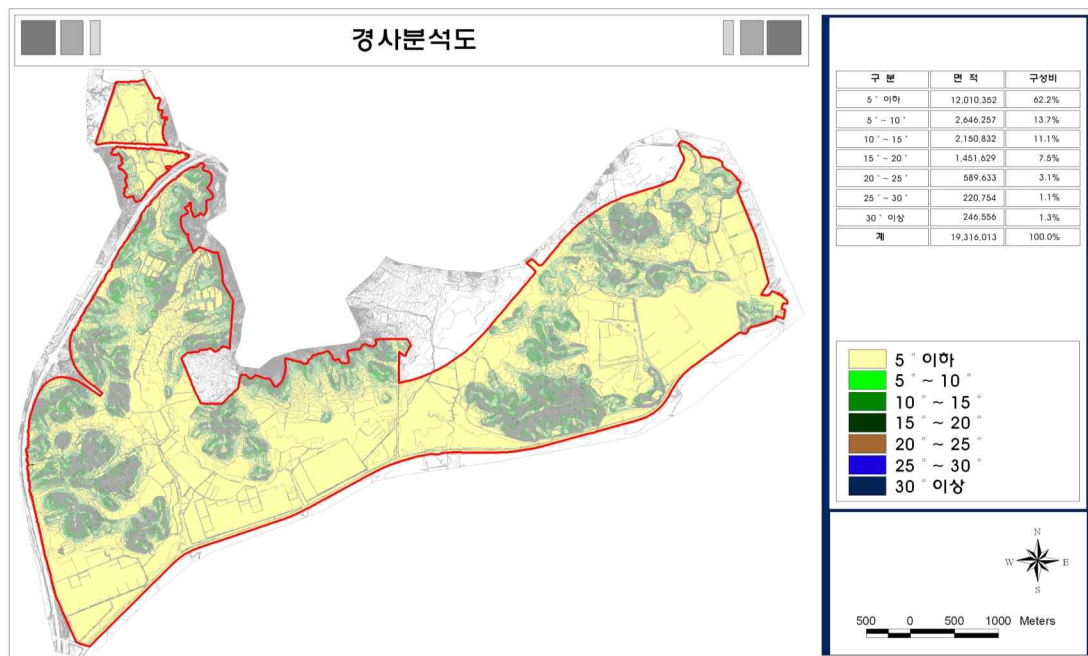 경사분석도
구 분 면 적 구성비
5 ° 이하 12,010,352 62.2%
5 ° ~ 10 ° 2,646,257 13.7%
10 ° ~ 15 ° 2,150,832 11.1%
15 ° ~ 20 ° 1,451,629 7.5%
20 ° ~ 25 ° 589,633 3.1%
25 ° ~ 30 ° 220,754 1.1%
30 ° 이상 246,556 1.3%
계 19,316,013 100.0%
5 ° 이하
5 ° ~ 10 °
10 ° ~ 15 °
15 ° ~ 20 °
20 ° ~ 25 °
25 ° ~ 30 °
30 ° 이상
N
W E
S
500 0 500 1000 Meters